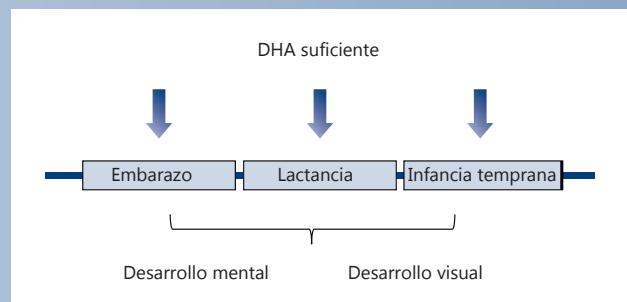 DHA suficiente
Embarazo
Lactancia
Infancia temprana
Desarrollo mental
Desarrollo visual